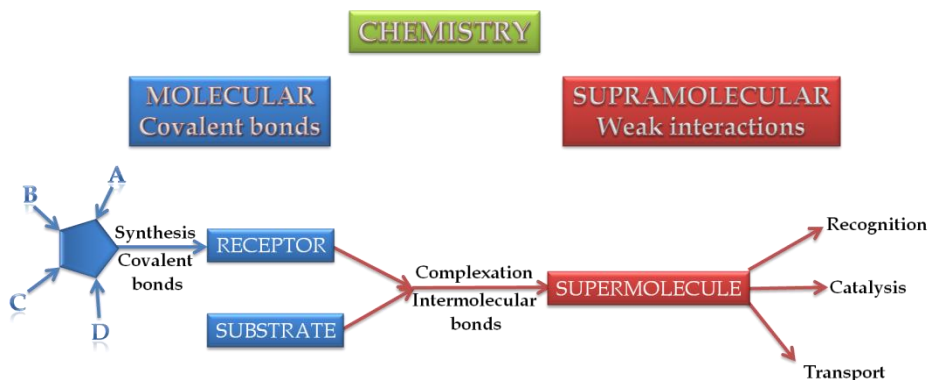 CHEMISTRY
MOLECULAR
Covalent bonds
SUPRAMOLECULAR
Weak interactions
A
B
C
D
Synthesis
Covalent
bonds
RECEPTOR
SUBSTRATE
Complexation
Intermolecular
bonds
SUPERMOLECULE
Recognition
Catalysis
Transport